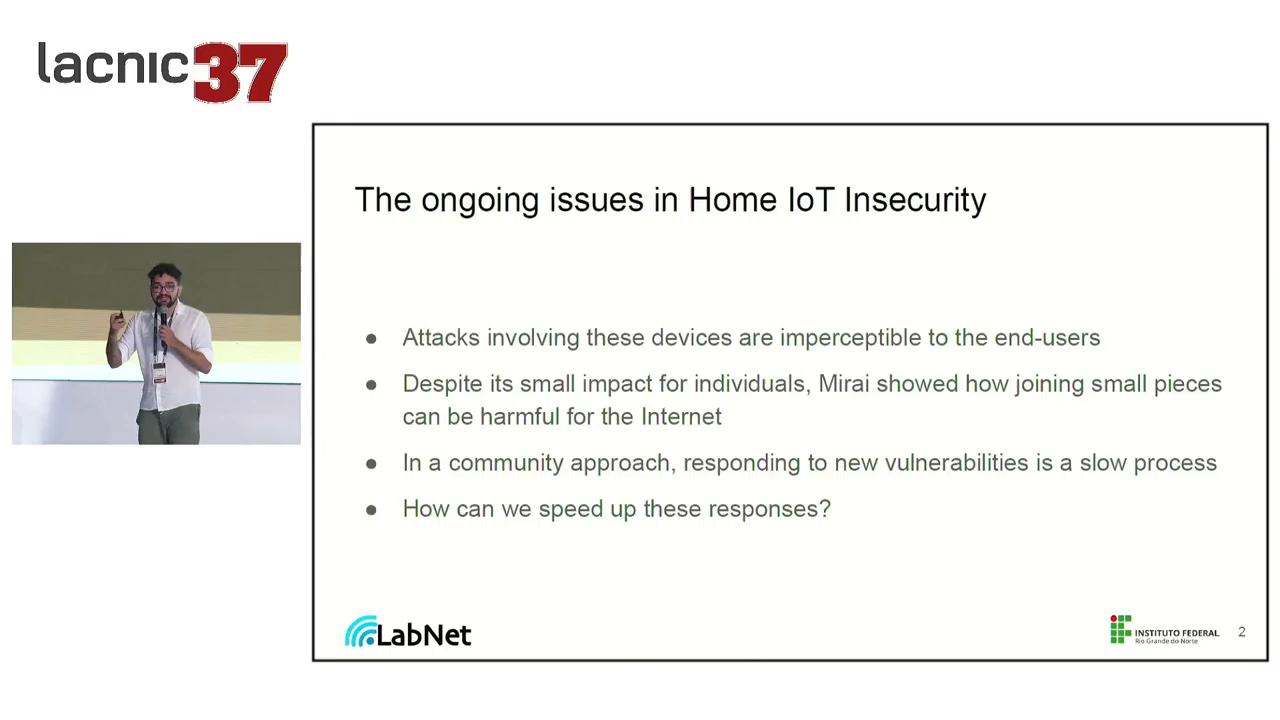 lacnic37
The ongoing issues in Home IoT Insecurity
● Attacks involving these devices are imperceptible to the end-users
● Despite its small impact for individuals, Mirai showed how joining small pieces
can be harmful for the Internet
● In a community approach, responding to new vulnerabilities is a slow process
● How can we speed up these responses?
LabNet
INSTITUTO FEDERAL
Rio Grande do Norte
2